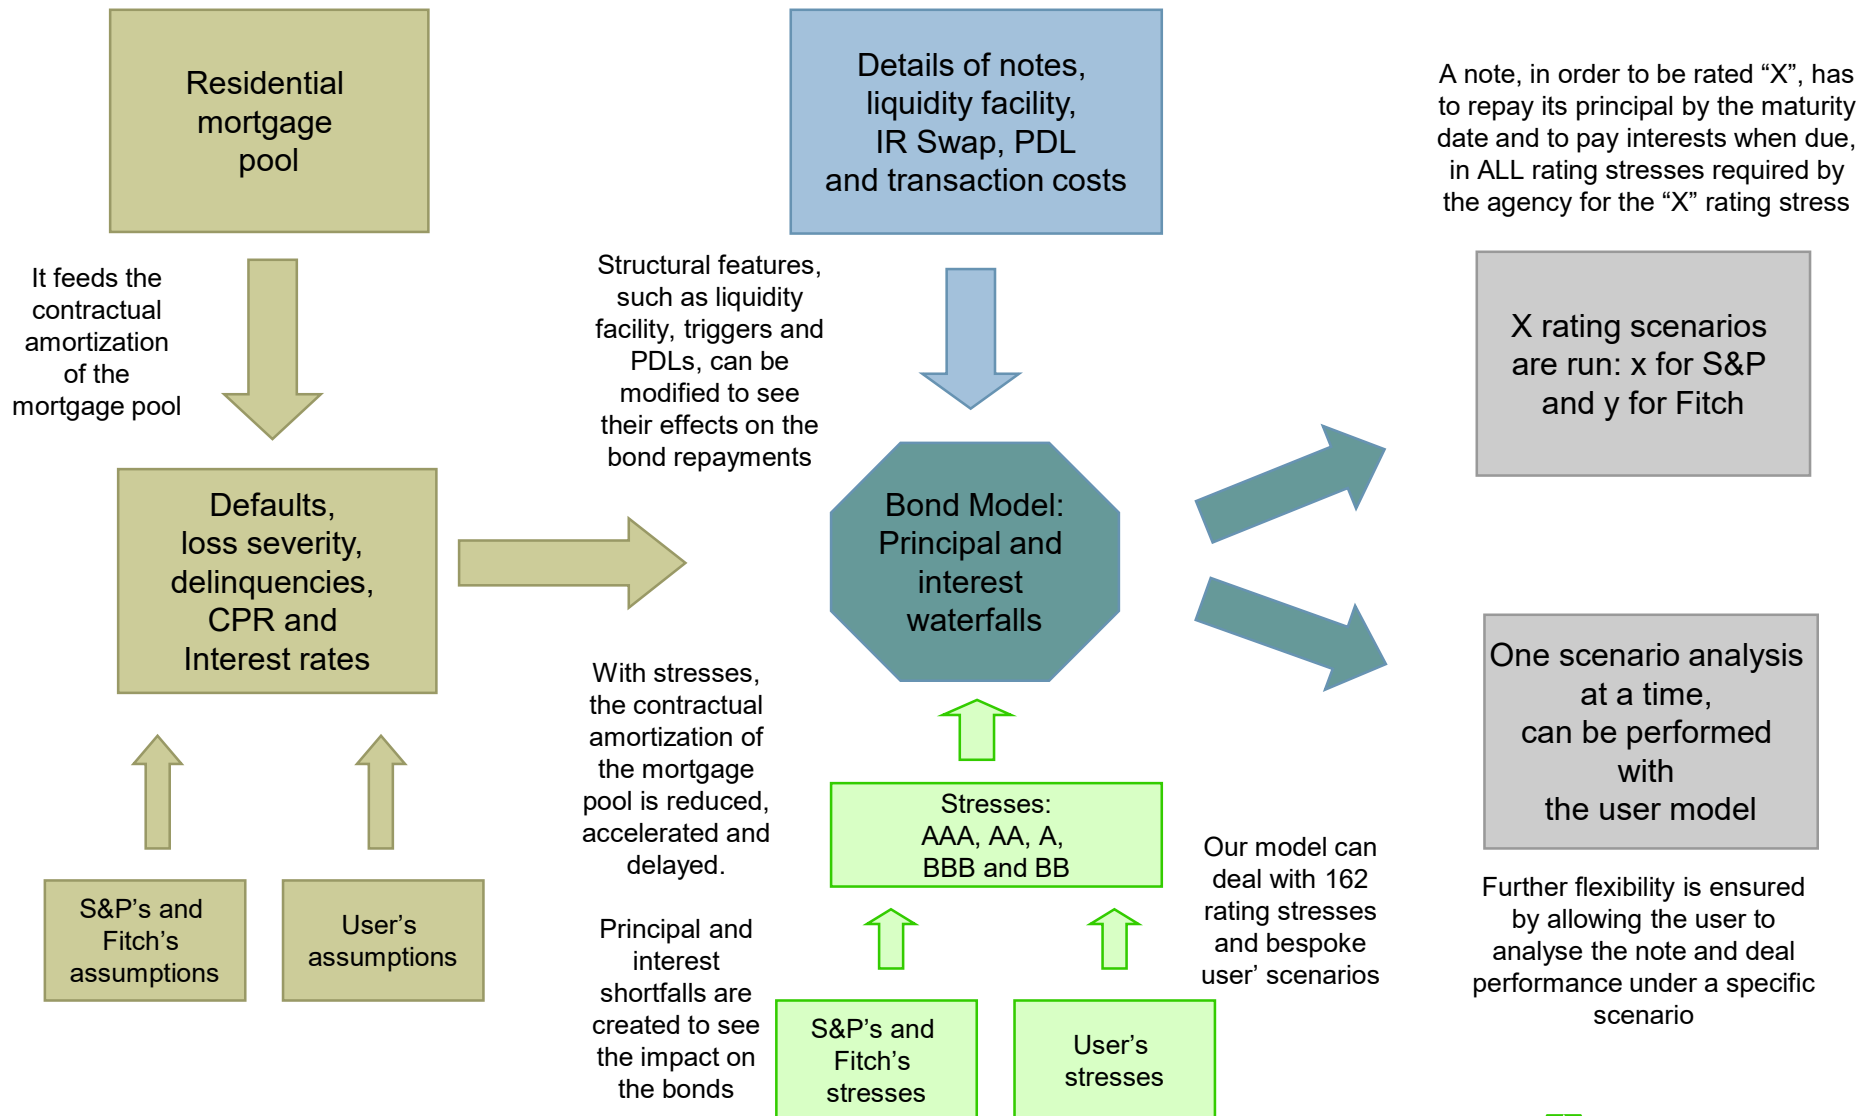 Residential
mortgage
pool
Details of notes,
liquidity facility,
IR Swap, PDL
and transaction costs
A note, in order to be rated “X”, has
to repay its principal by the maturity
date and to pay interests when due,
in ALL rating stresses required by
the agency for the “X” rating stress
It feeds the
contractual
amortization
of the
mortgage pool
Structural features,
such as liquidity
facility, triggers and
PDLs, can be
modified to see
their effects on the
bond repayments
X rating scenarios
are run: x for S&P
and y for Fitch
Defaults,
loss severity,
delinquencies,
CPR and
Interest rates
Bond Model:
Principal and
interest
waterfalls
One scenario analysis
at a time,
can be performed
with
the user model
With stresses,
the contractual
amortization of
the mortgage
pool is reduced,
accelerated and
delayed.
Stresses:
AAA, AA, A,
BBB and BB
Our model can
deal with 162
rating stresses
and bespoke
user’ scenarios
Further flexibility is ensured
by allowing the user to
analyse the note and deal
performance under a specific
scenario
S&P’s and
Fitch’s
assumptions
User’s
assumptions
Principal and
interest
shortfalls are
created to see
the impact on
the bonds
S&P’s and
Fitch’s
stresses
User’s
stresses